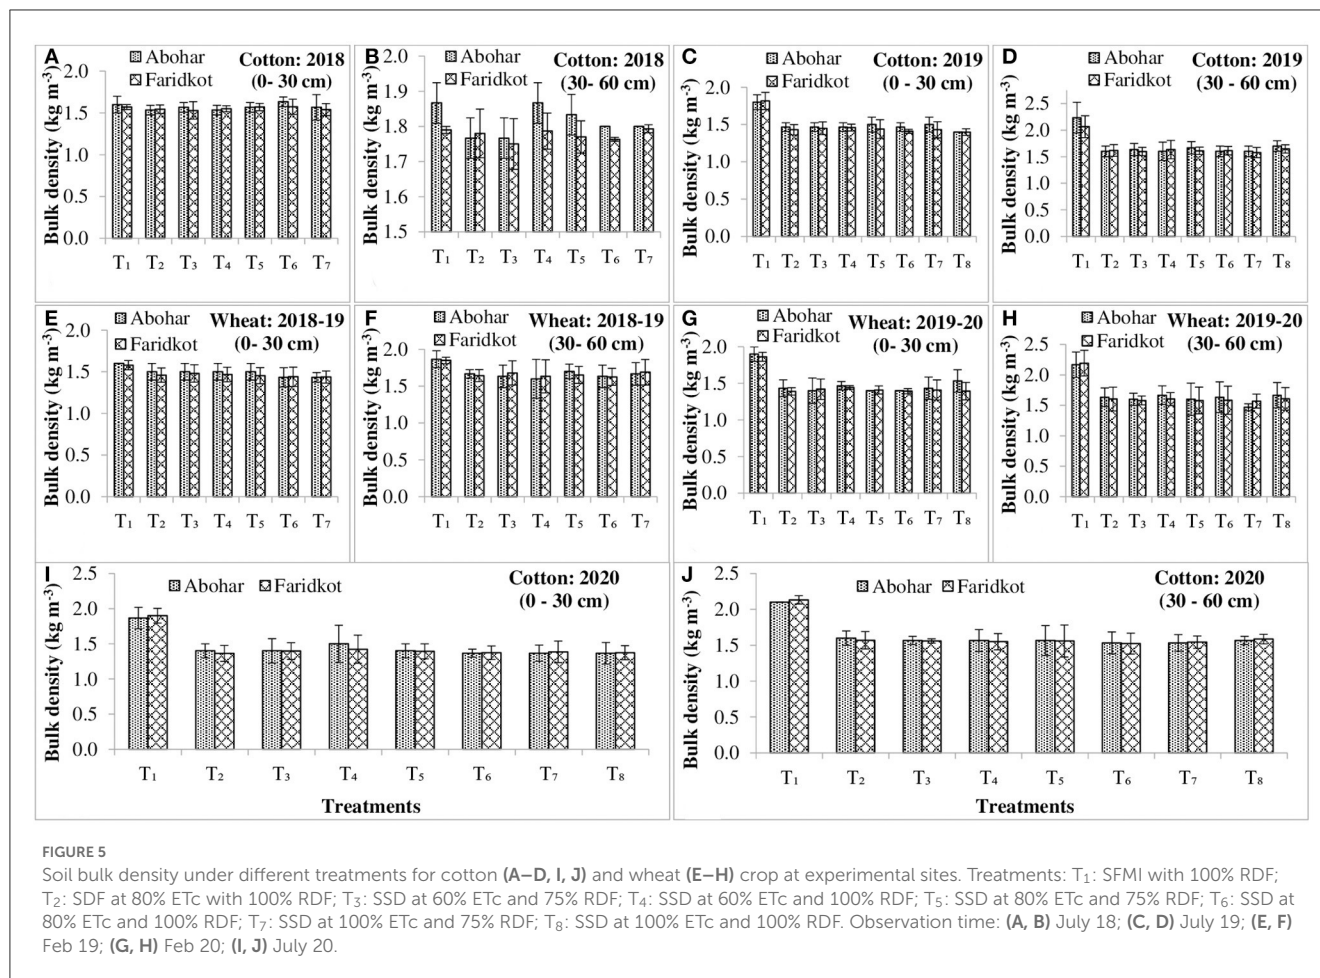 A
Abohar
Faridkot
Cotton: 2018
(0- 30 cm)
Bulk density (kg m-3)
2.0
1.5
1.0
0.5
0.0
T1 T2 T3 T4 T5 T6 T7
B
Abohar
Faridkot
Cotton: 2018
(30- 60 cm)
Bulk density (kg m-3)
2.0
1.9
1.8
1.7
1.6
1.5
T1 T2 T3 T4 T5 T6 T7
C
Abohar
Faridkot
Cotton: 2019
(0- 30 cm)
Bulk density (kg m-3)
2.0
1.5
1.0
0.5
0.0
T1 T2 T3 T4 T5 T6 T7 T8
D
Abohar
Faridkot
Cotton: 2019
(30- 60 cm)
Bulk density (kg m-3)
2.5
2.0
1.5
1.0
0.5
0.0
T1 T2 T3 T4 T5 T6 T7 T8
E
Abohar
Faridkot
Wheat: 2018-19
(0- 30 cm)
Bulk density (kg m-3)
2.0
1.5
1.0
0.5
0.0
T1 T2 T3 T4 T5 T6 T7
F
Abohar
Faridkot
Wheat: 2018-19
(30- 60 cm)
Bulk density (kg m-3)
2.0
1.5
1.0
0.5
0.0
T1 T2 T3 T4 T5 T6 T7
G
Abohar
Faridkot
Wheat: 2019-20
(0- 30 cm)
Bulk density (kg m-3)
2.0
1.5
1.0
0.5
0.0
T1 T2 T3 T4 T5 T6 T7 T8
H
Abohar
Faridkot
Wheat: 2019-20
(30- 60 cm)
Bulk density (kg m-3)
2.5
2.0
1.5
1.0
0.5
0.0
T1 T2 T3 T4 T5 T6 T7 T8
I
Abohar Faridkot
Cotton: 2020
(0 - 30 cm)
Bulk density (kg m-3)
2.5
2.0
1.5
1.0
0.5
0.0
T1 T2 T3 T4 T5 T6 T7 T8
Treatments
J
Abohar Faridkot
Cotton: 2020
(30 - 60 cm)
Bulk density (kg m-3)
2.5
2.0
1.5
1.0
0.5
0.0
T1 T2 T3 T4 T5 T6 T7 T8
Treatments
FIGURE 5
Soil bulk density under different treatments for cotton (A–D, I, J) and wheat (E–H) crop at experimental sites. Treatments: T1: SFMI with 100% RDF;
T2: SDF at 80% ETc with 100% RDF; T3: SSD at 60% ETc and 75% RDF; T4: SSD at 60% ETc and 100% RDF; T5: SSD at 80% ETc and 75% RDF; T6: SSD at
80% ETc and 100% RDF; T7: SSD at 100% ETc and 75% RDF; T8: SSD at 100% ETc and 100% RDF. Observation time: (A, B) July 18; (C, D) July 19; (E, F)
Feb 19; (G, H) Feb 20; (I, J) July 20.